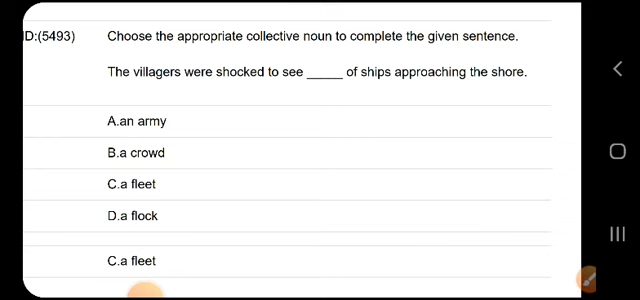 ID:(5493) Choose the appropriate collective noun to complete the given sentence.
The villagers were shocked to see _____ of ships approaching the shore.
A.an army
B.a crowd
C.a fleet
D.a flock
C.a fleet